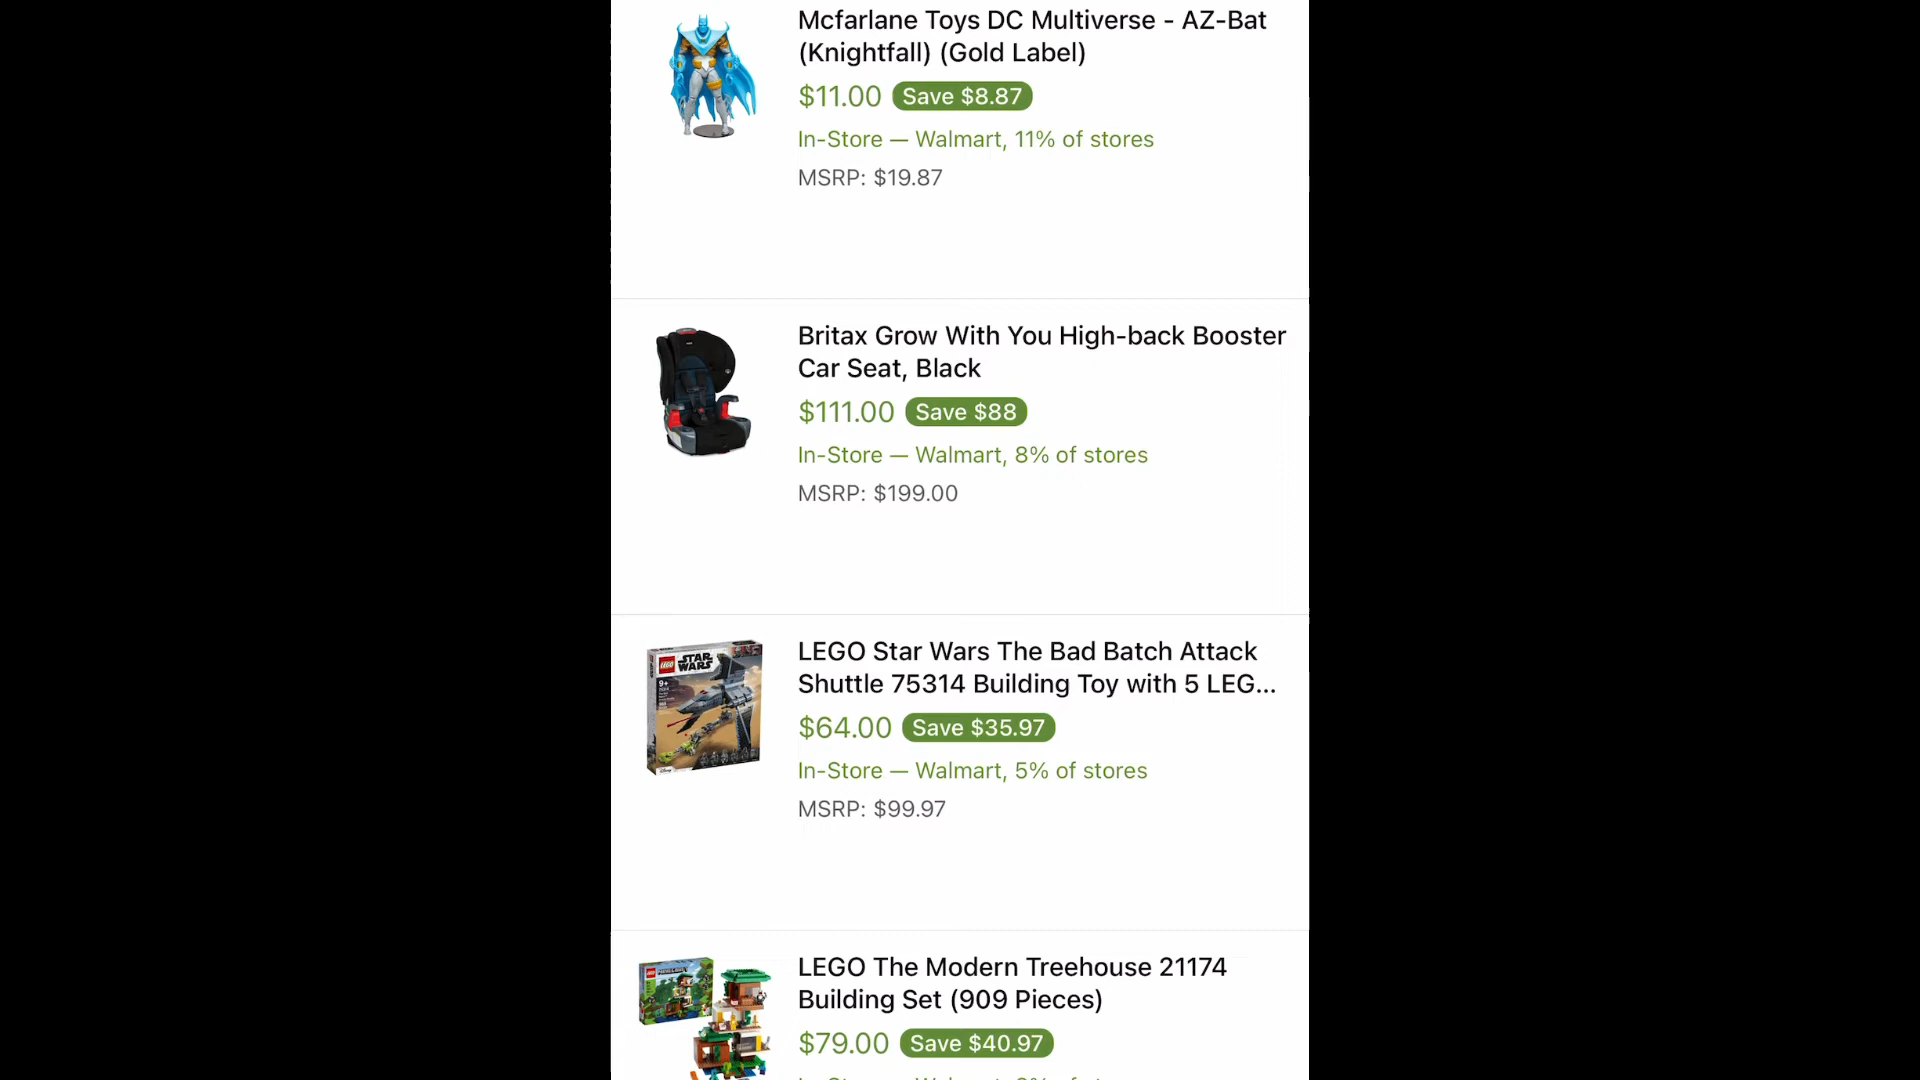 Mcfarlane Toys DC Multiverse - AZ-Bat
(Knightfall) (Gold Label)
$11.00 Save $8.87
In-Store — Walmart, 11% of stores
MSRP: $19.87
Britax Grow With You High-back Booster
Car Seat, Black
$111.00 Save $88
In-Store — Walmart, 8% of stores
MSRP: $199.00
LEGO STAR WARS
9+
LEGO Star Wars The Bad Batch Attack
Shuttle 75314 Building Toy with 5 LEG...
$64.00 Save $35.97
In-Store — Walmart, 5% of stores
MSRP: $99.97
LEGO The Modern Treehouse 21174
Building Set (909 Pieces)
$79.00 Save $40.97